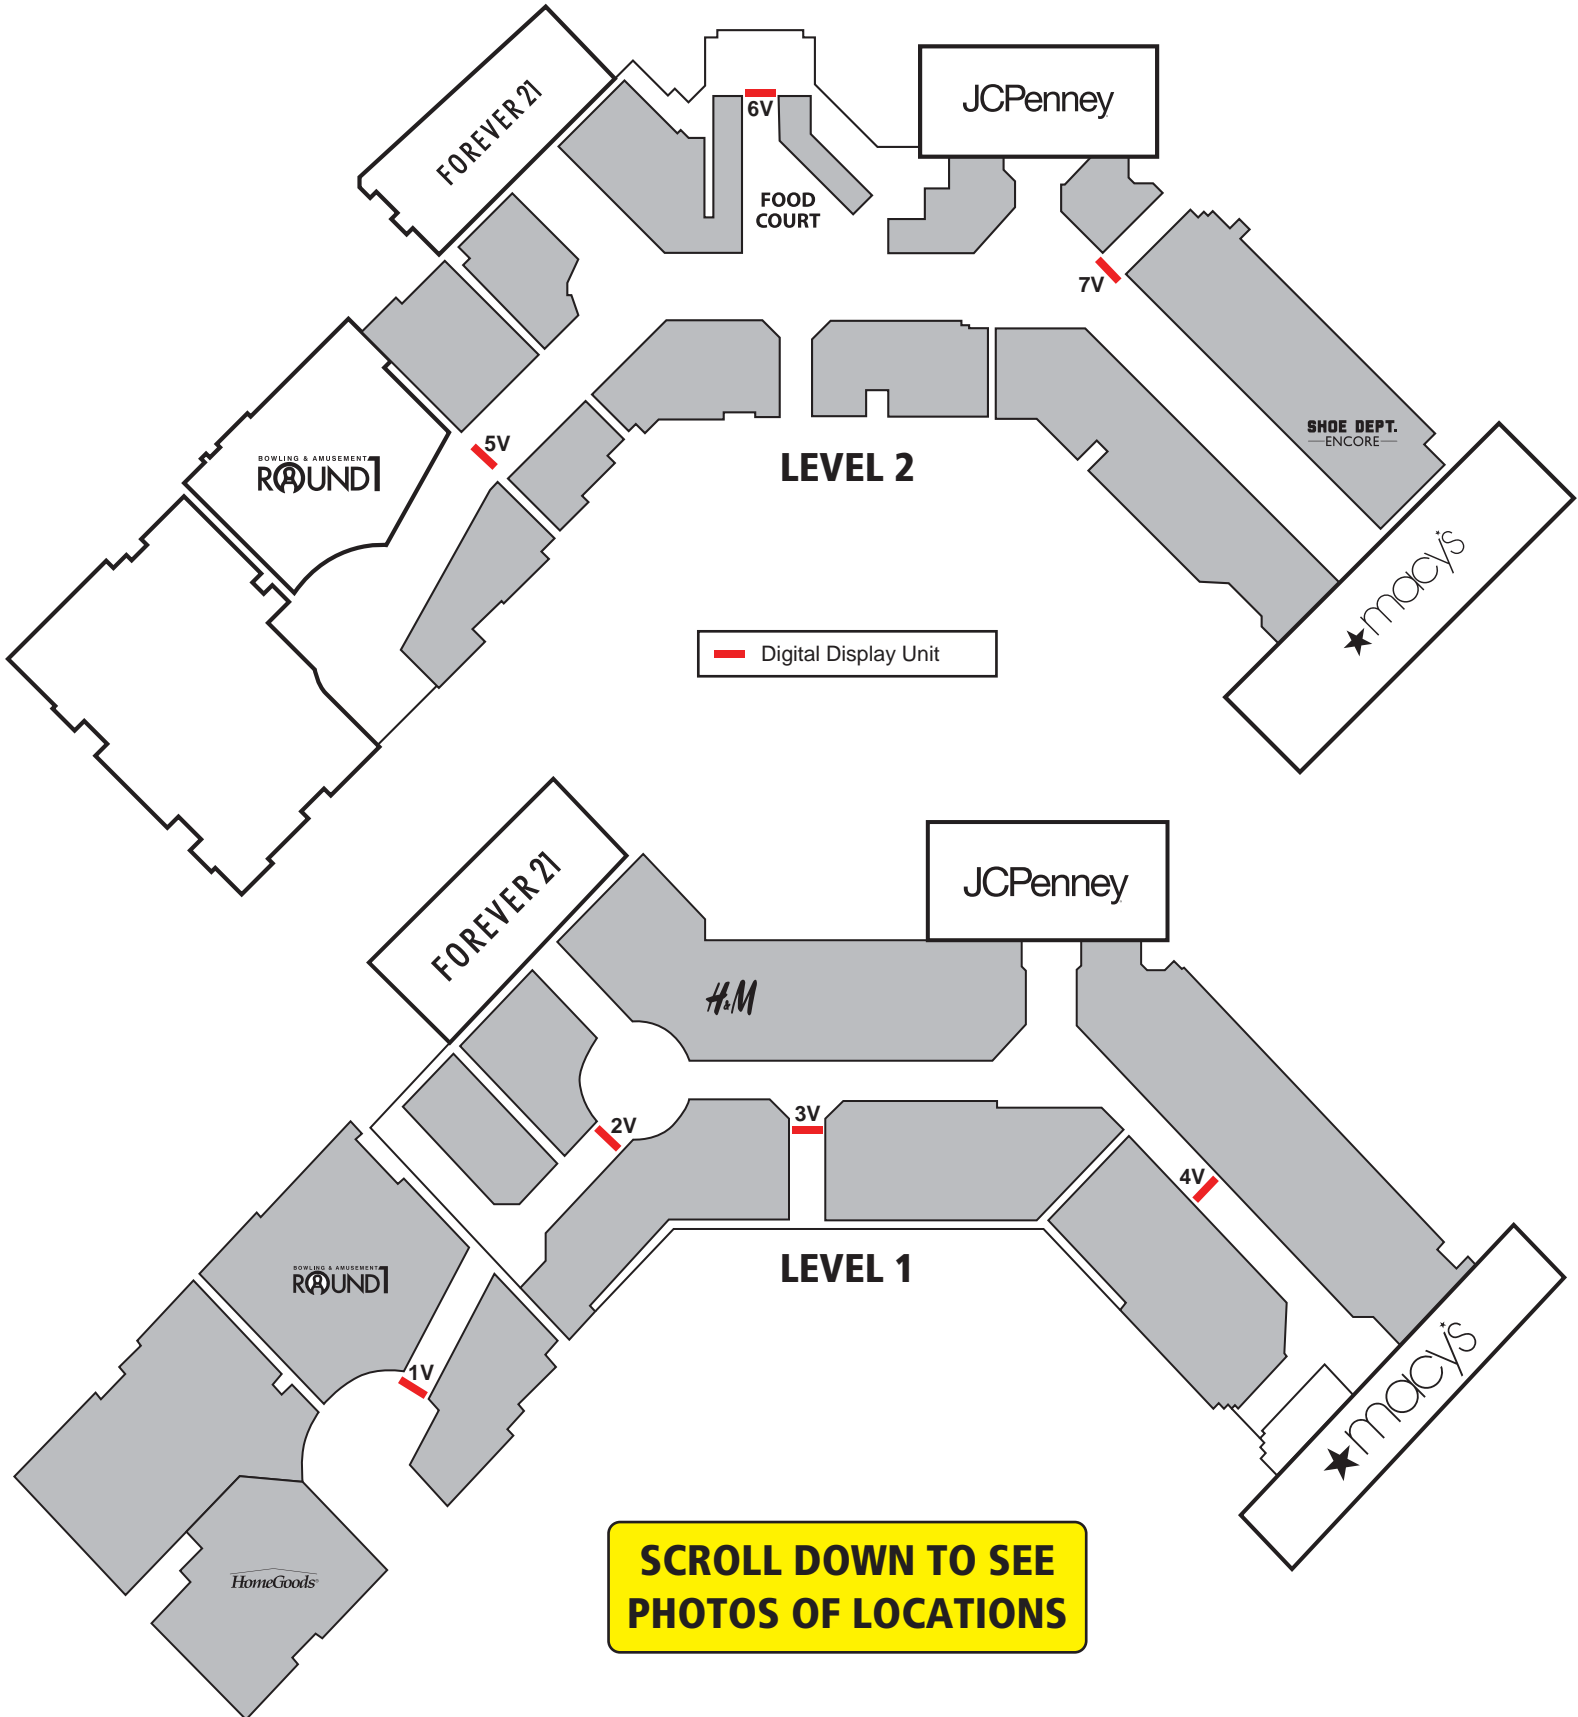 FOREVER 21
6V
JCPenney
FOOD
COURT
7V
5V
BOWLING & AMUSEMENT
ROUND1
SHOE DEPT.
ENCORE
LEVEL 2
macy's
Digital Display Unit
FOREVER 21
JCPenney
H&M
2V
3V
4V
BOWLING & AMUSEMENT
ROUND1
LEVEL 1
1V
macy's
HomeGoods
SCROLL DOWN TO SEE
PHOTOS OF LOCATIONS